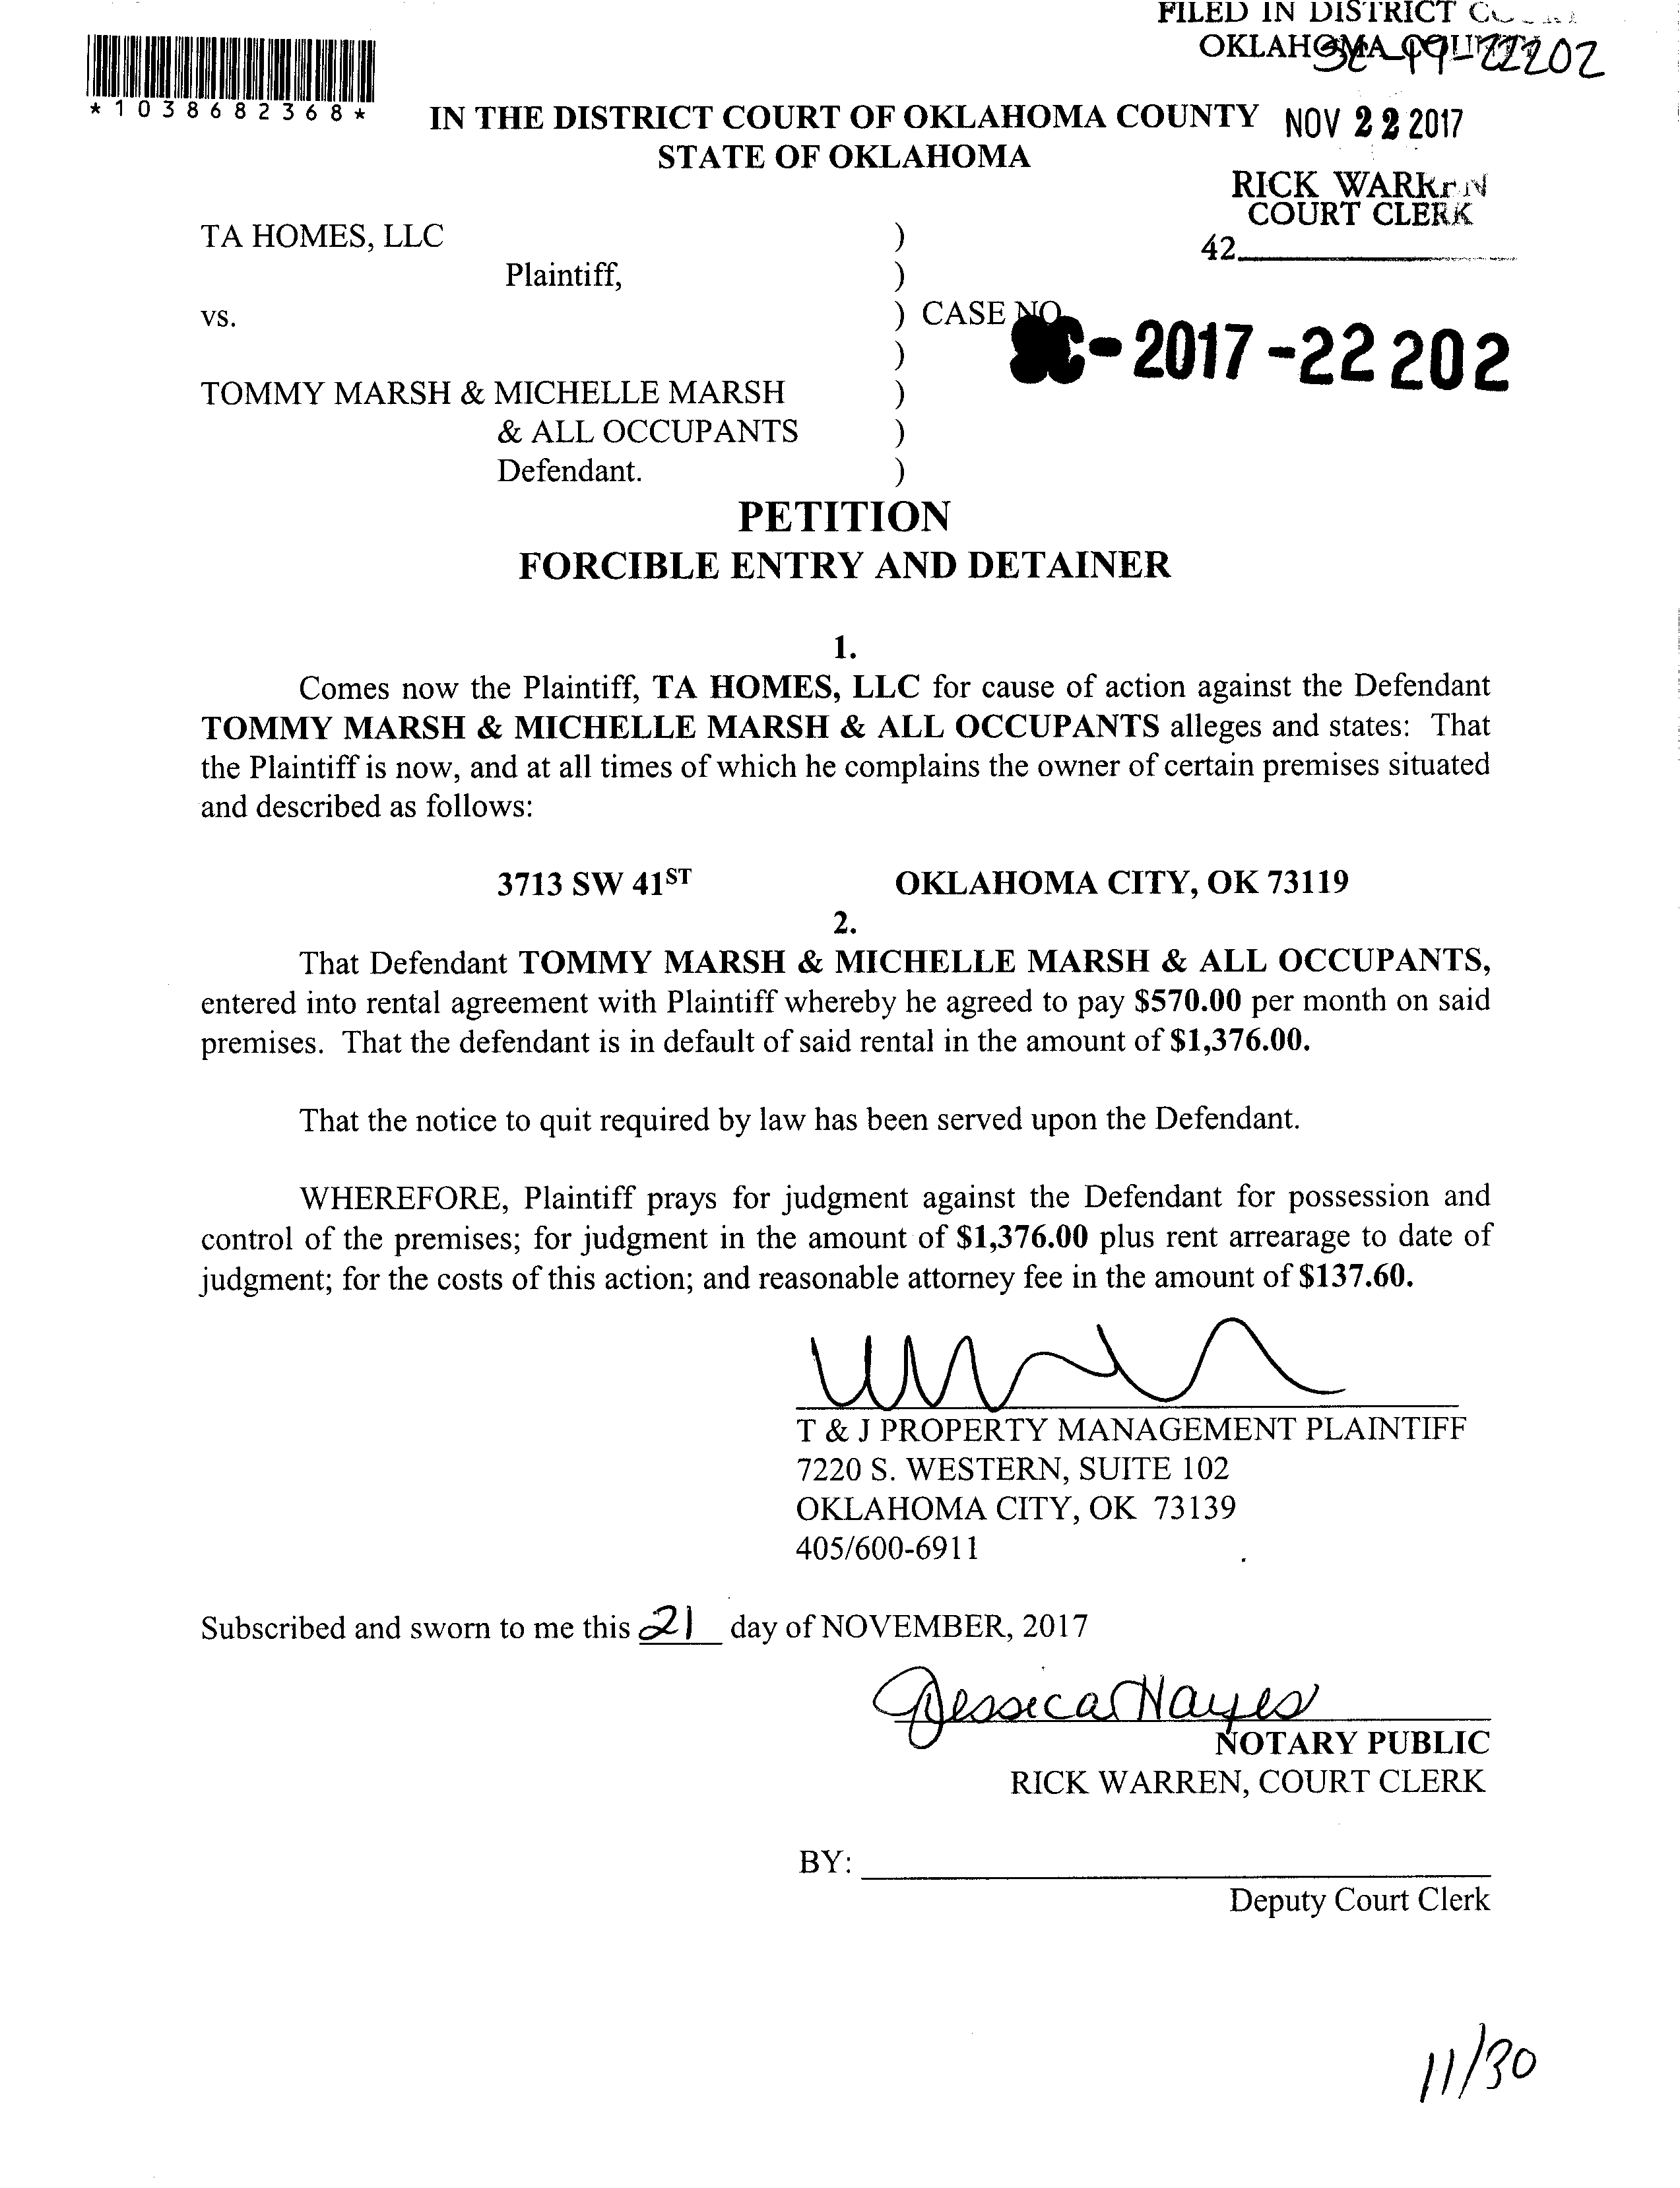 FILED IN DISTRICT
OKLAHOMA COUNTY
22202
*1038682368*
IN THE DISTRICT COURT OF OKLAHOMA COUNTY
NOV 22 2017
STATE OF OKLAHOMA
RICK WARREN
COURT CLERK
42
TA HOMES, LLC )
Plaintiff, )
vs. ) CASE NO.
SC-2017-22202
)
TOMMY MARSH & MICHELLE MARSH )
& ALL OCCUPANTS )
Defendant. )
PETITION
FORCIBLE ENTRY AND DETAINER
1.
Comes now the Plaintiff, TA HOMES, LLC for cause of action against the Defendant
TOMMY MARSH & MICHELLE MARSH & ALL OCCUPANTS alleges and states: That
the Plaintiff is now, and at all times of which he complains the owner of certain premises situated
and described as follows:
3713 SW 41ST OKLAHOMA CITY, OK 73119
2.
That Defendant TOMMY MARSH & MICHELLE MARSH & ALL OCCUPANTS,
entered into rental agreement with Plaintiff whereby he agreed to pay $570.00 per month on said
premises. That the defendant is in default of said rental in the amount of $1,376.00.
That the notice to quit required by law has been served upon the Defendant.
WHEREFORE, Plaintiff prays for judgment against the Defendant for possession and
control of the premises; for judgment in the amount of $1,376.00 plus rent arrearage to date of
judgment; for the costs of this action; and reasonable attorney fee in the amount of $137.60.
T & J PROPERTY MANAGEMENT PLAINTIFF
7220 S. WESTERN, SUITE 102
OKLAHOMA CITY, OK 73139
405/600-6911
Subscribed and sworn to me this 21 day of NOVEMBER, 2017
Jessica Hayes
NOTARY PUBLIC
RICK WARREN, COURT CLERK
BY:
Deputy Court Clerk
11/30